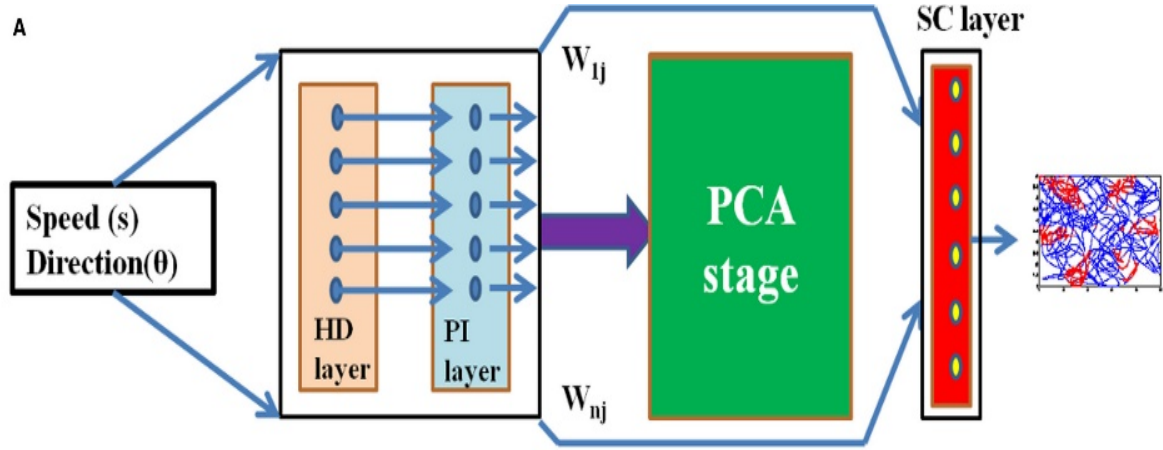 A
SC layer
W1j
Speed (s)
Direction(θ)
PCA
stage
HD
layer
PI
layer
Wnj